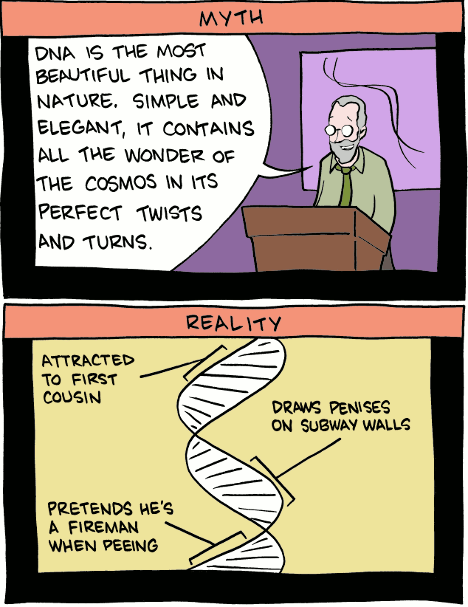 MYTH
DNA IS THE MOST
BEAUTIFUL THING IN
NATURE. SIMPLE AND
ELEGANT, IT CONTAINS
ALL THE WONDER OF
THE COSMOS IN ITS
PERFECT TWISTS
AND TURNS.
REALITY
ATTRACTED
TO FIRST
COUSIN
DRAWS PENISES
ON SUBWAY WALLS
PRETENDS HE'S
A FIREMAN
WHEN PEEING